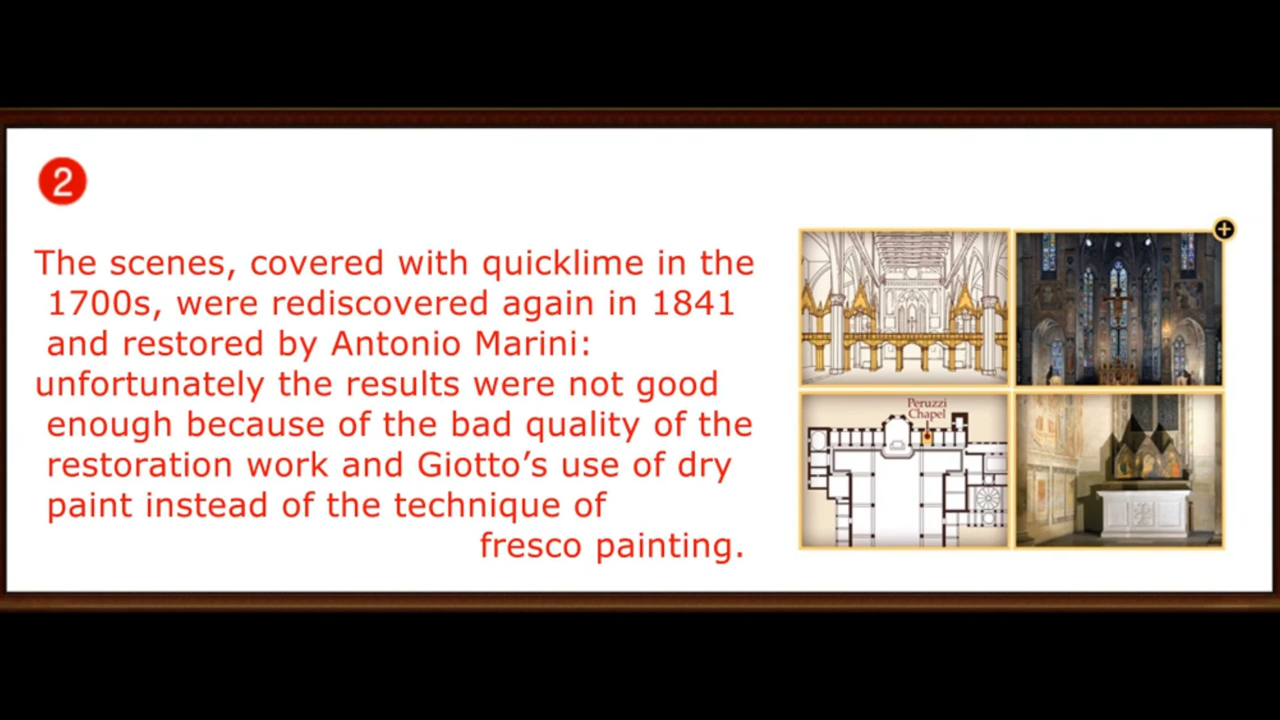 2
The scenes, covered with quicklime in the
1700s, were rediscovered again in 1841
and restored by Antonio Marini:
unfortunately the results were not good
enough because of the bad quality of the
restoration work and Giotto’s use of dry
paint instead of the technique of
fresco painting.
Peruzzi
Chapel